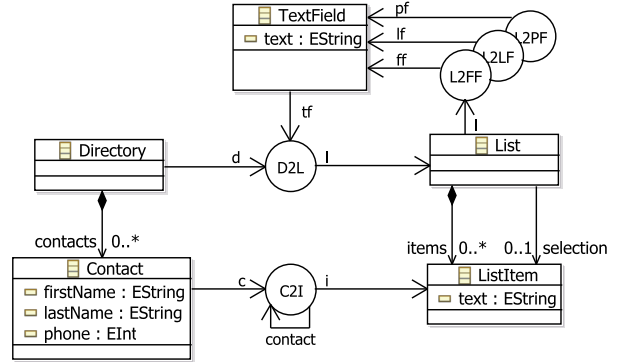 TextField
text : EString
pf
lf
ff
L2PF
L2LF
L2FF
tf
l
Directory
d
D2L
l
List
contacts
0..*
items
0..*
0..1
selection
Contact
firstName : EString
lastName : EString
phone : EInt
c
C2I
i
contact
ListItem
text : EString